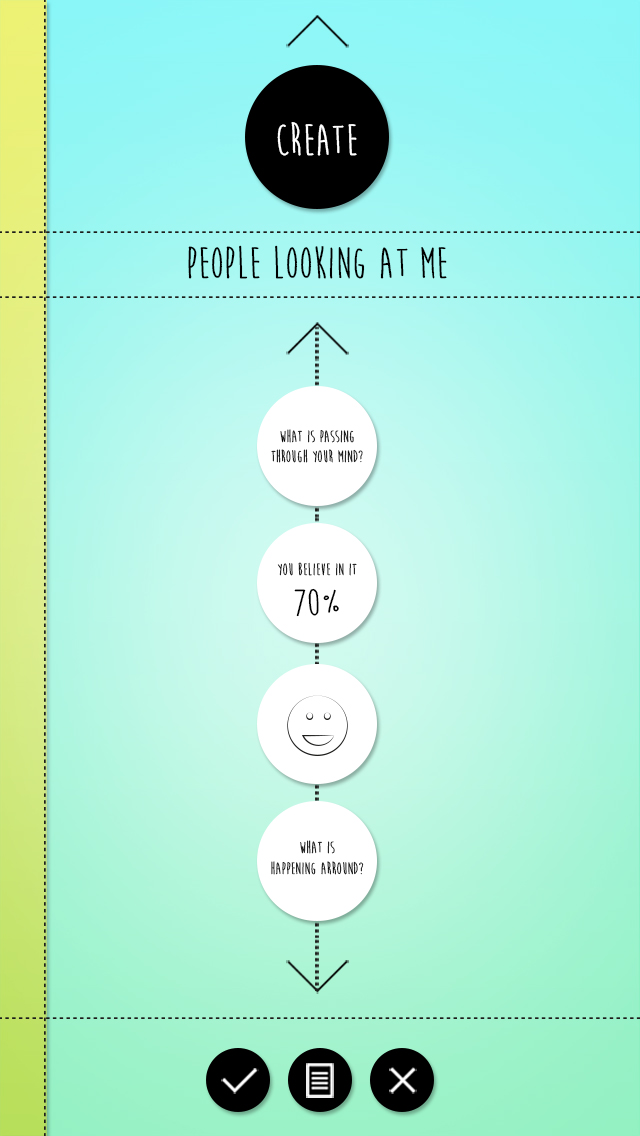 CREATE
PEOPLE LOOKING AT ME
WHAT IS PASSING
THROUGH YOUR MIND?
YOU BELIEVE IN IT
70%
WHAT IS
HAPPENING ARROUND?